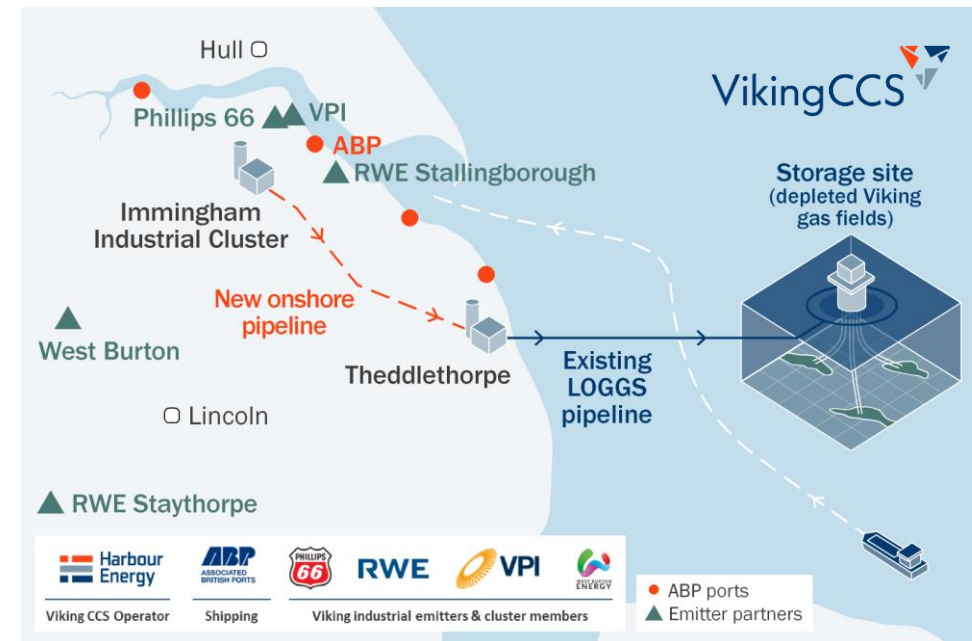 Hull
VikingCCS
Phillips 66
VPI
ABP
RWE Stallingborough
Storage site
(depleted Viking
gas fields)
Immingham
Industrial Cluster
New onshore
pipeline
West Burton
Theddlethorpe
Existing
LOGGS
pipeline
Lincoln
RWE Staythorpe
Harbour
Energy
ABP
ASSOCIATED
BRITISH PORTS
PHILLIPS
66
RWE
VPI
WEST BURTON
ENERGY
Viking CCS Operator
Shipping
Viking industrial emitters & cluster members
ABP ports
Emitter partners